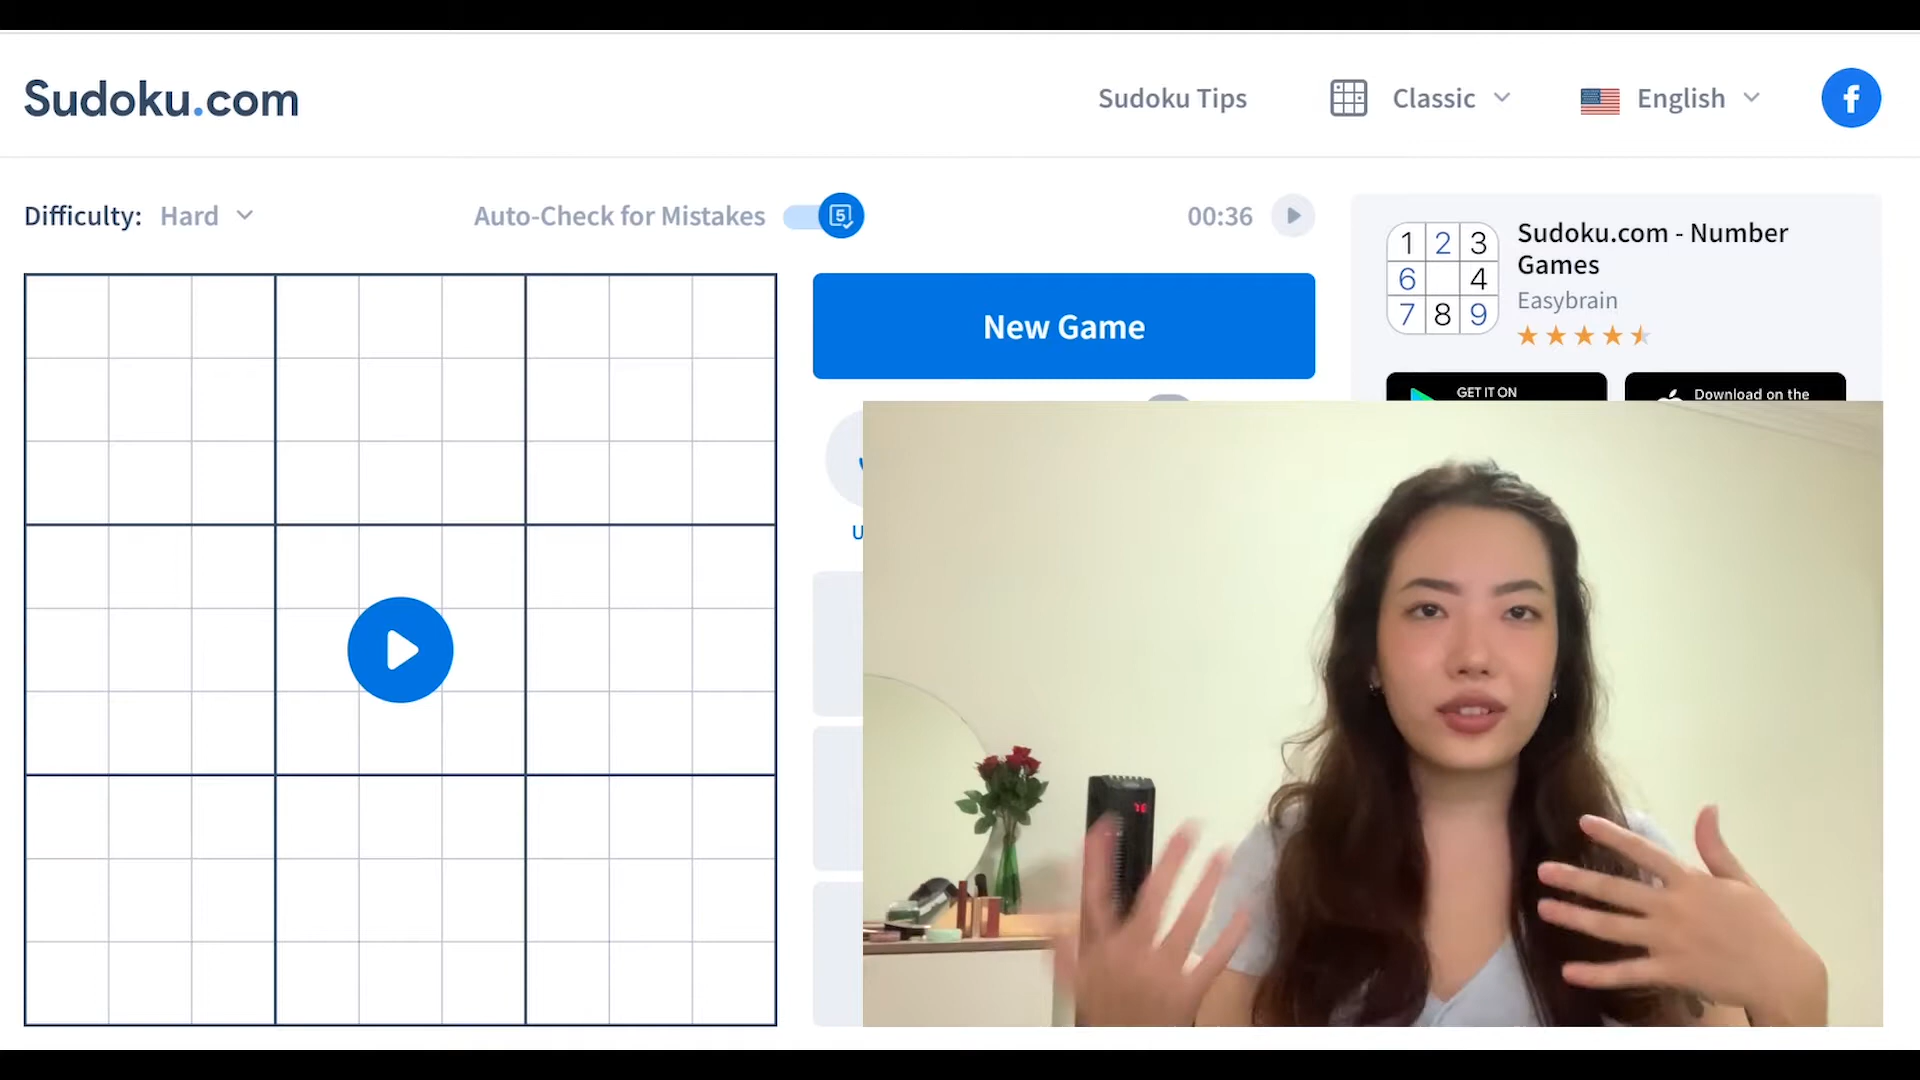 Sudoku.com
Sudoku Tips
Classic
English
Difficulty: Hard
Auto-Check for Mistakes
5
00:36
New Game
1 2 3
6 4
7 8 9
Sudoku.com - Number
Games
Easybrain
GET IT ON
Download on the
U